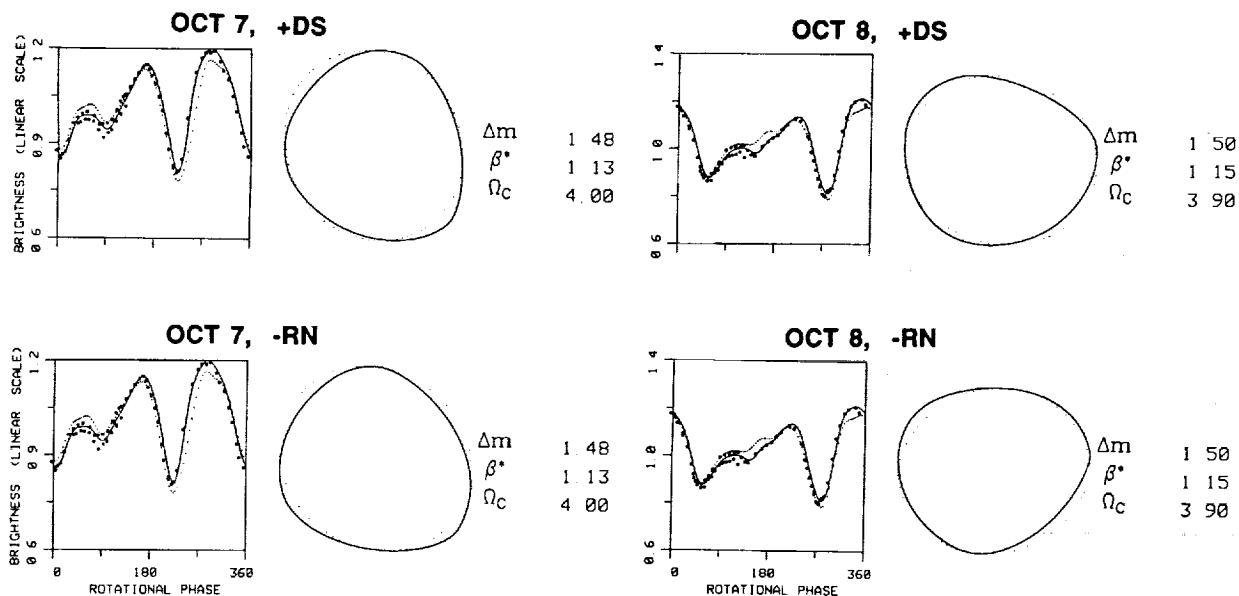 OCT 7, +DS
BRIGHTNESS (LINEAR SCALE)
1 2
0 9
0 6
Δm 1 48
β* 1 13
Ωc 4.00
OCT 8, +DS
1 4
1 0
0 6
Δm 1 50
β* 1 15
Ωc 3 90
OCT 7, -RN
BRIGHTNESS (LINEAR SCALE)
1 2
0 9
0 6
0 180 360
ROTATIONAL PHASE
Δm 1 48
β* 1 13
Ωc 4 00
OCT 8, -RN
1 4
1 0
0 6
0 180 360
ROTATIONAL PHASE
Δm 1 50
β* 1 15
Ωc 3 90